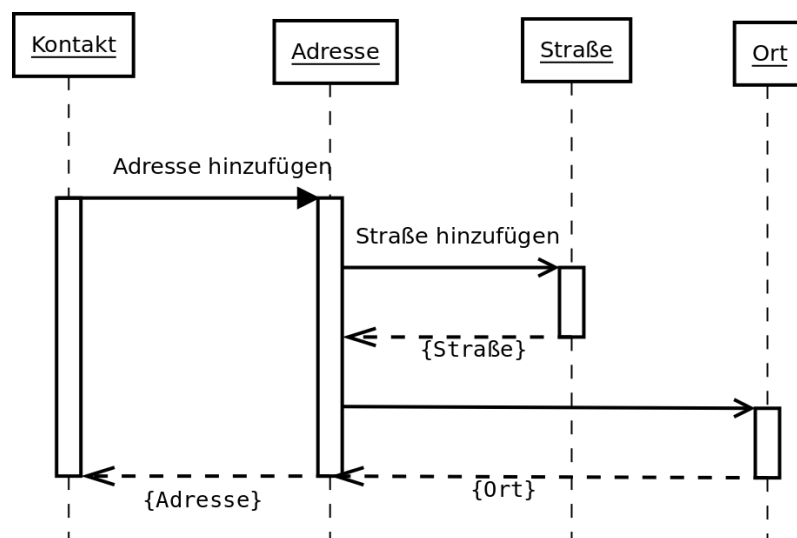 Kontakt
Adresse
Straße
Ort
Adresse hinzufügen
Straße hinzufügen
{Straße}
{Ort}
{Adresse}